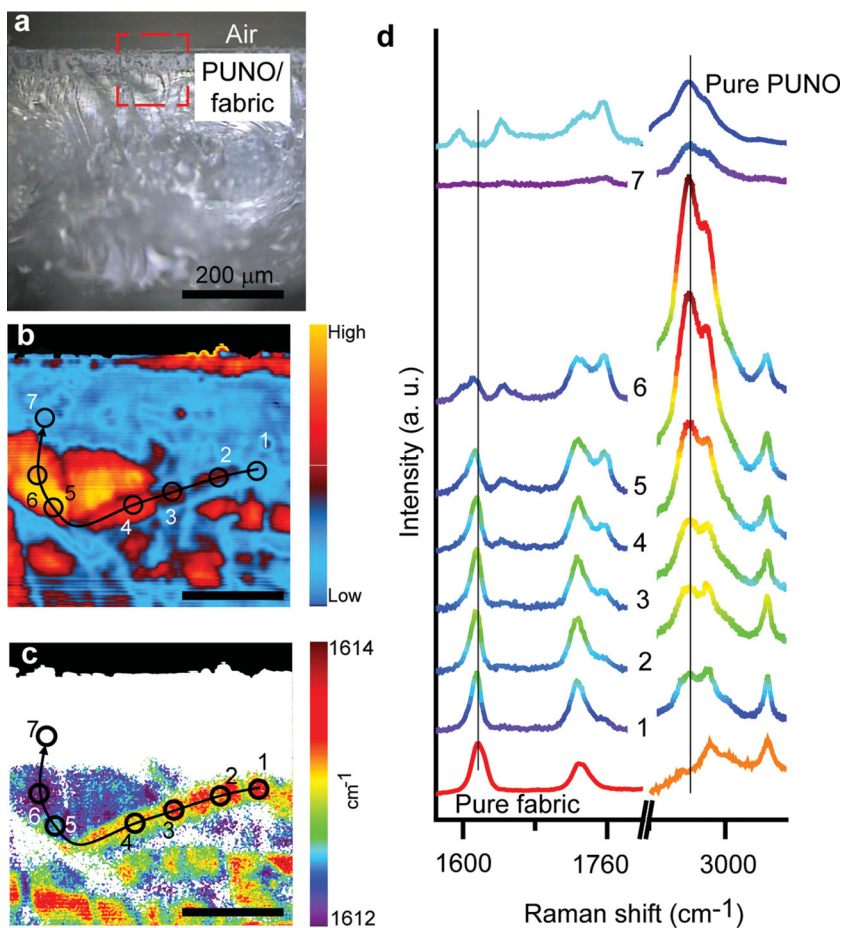 a
Air
PUNO/
fabric
200 μm
b
High
Low
7
6
5
4
3
2
1
c
1614
cm-1
1612
7
6
5
4
3
2
1
d
Pure PUNO
7
6
5
4
3
2
1
Pure fabric
Intensity (a. u.)
1600
1760
3000
Raman shift (cm-1)